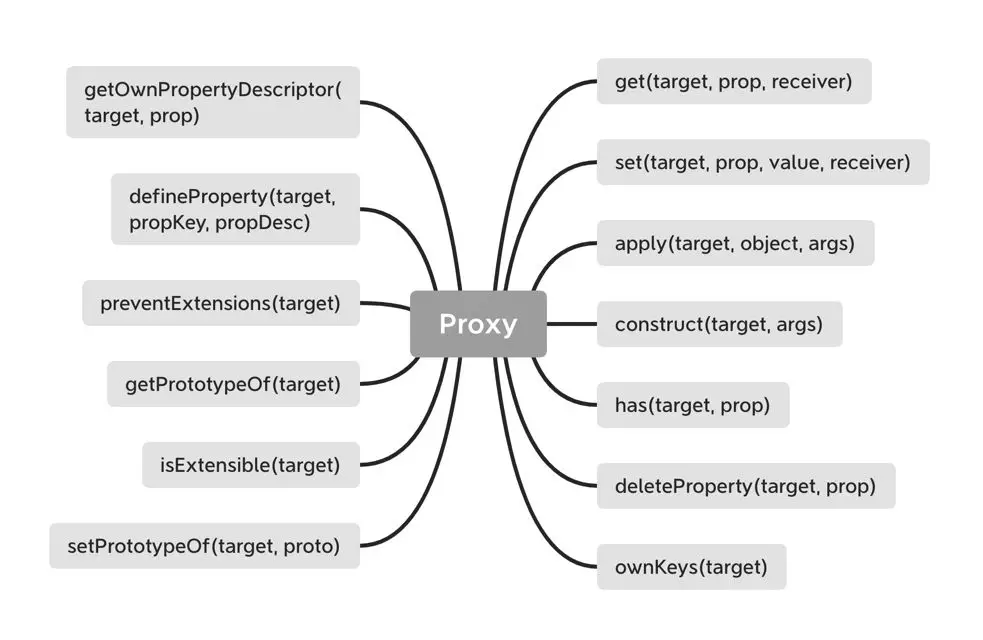 getOwnPropertyDescriptor(
target, prop)
defineProperty(target,
propKey, propDesc)
preventExtensions(target)
getPrototypeOf(target)
isExtensible(target)
setPrototypeOf(target, proto)
Proxy
get(target, prop, receiver)
set(target, prop, value, receiver)
apply(target, object, args)
construct(target, args)
has(target, prop)
deleteProperty(target, prop)
ownKeys(target)